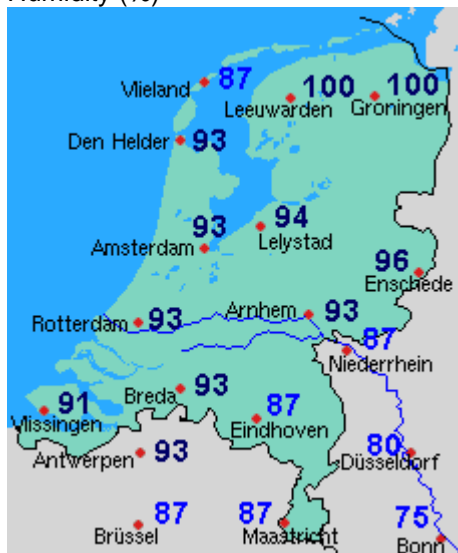 Humidity (%)
87
Vlieland
100
Leeuwarden
100
Groningen
Den Helder
93
93
Amsterdam
94
Lelystad
96
Enschede
Rotterdam
93
Arnhem
93
87
Niederrhein
91
Vlissingen
Breda
93
87
Eindhoven
93
Antwerpen
80
Düsseldorf
87
Brüssel
87
Maastricht
75
Bonn